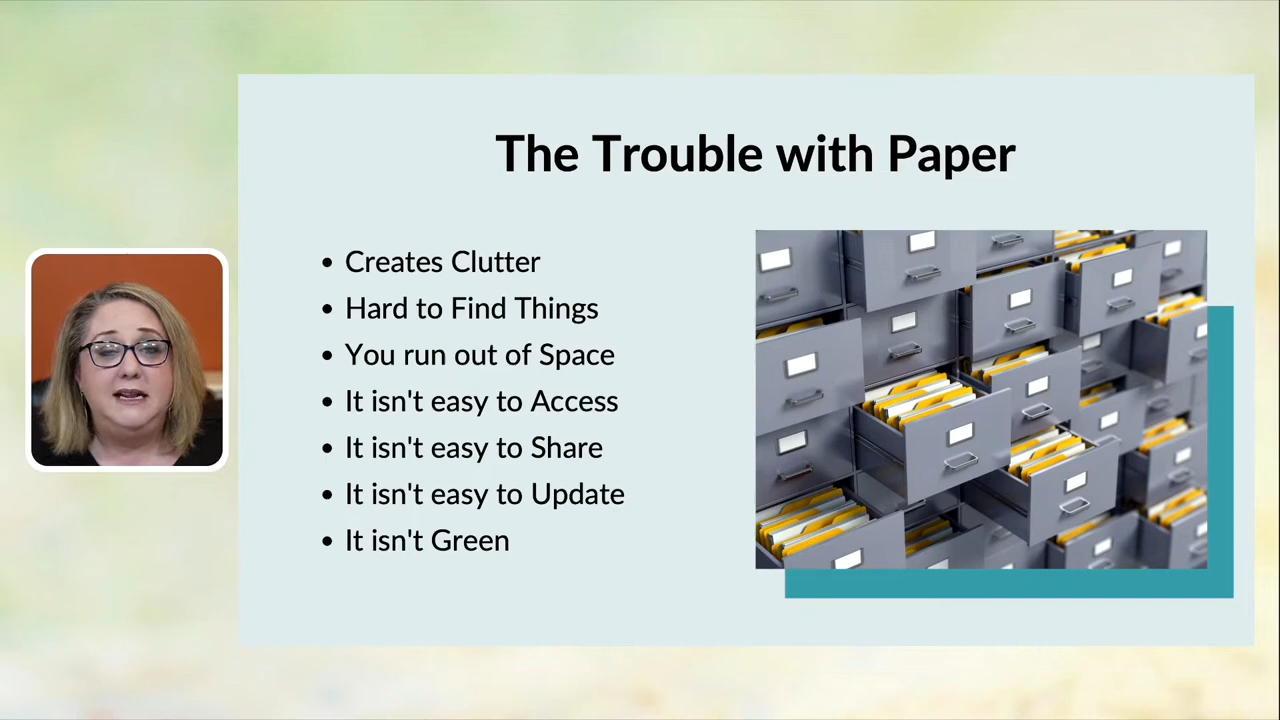 The Trouble with Paper
• Creates Clutter
• Hard to Find Things
• You run out of Space
• It isn't easy to Access
• It isn't easy to Share
• It isn't easy to Update
• It isn't Green